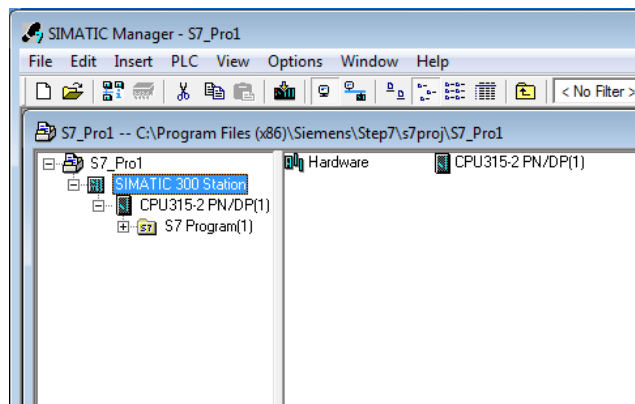 SIMATIC Manager - S7_Pro1
File Edit Insert PLC View Options Window Help
< No Filter >
S7_Pro1 -- C:\Program Files (x86)\Siemens\Step7\s7proj\S7_Pro1
S7_Pro1
SIMATIC 300 Station
CPU315-2 PN/DP(1)
S7 Program(1)
Hardware
CPU315-2 PN/DP(1)